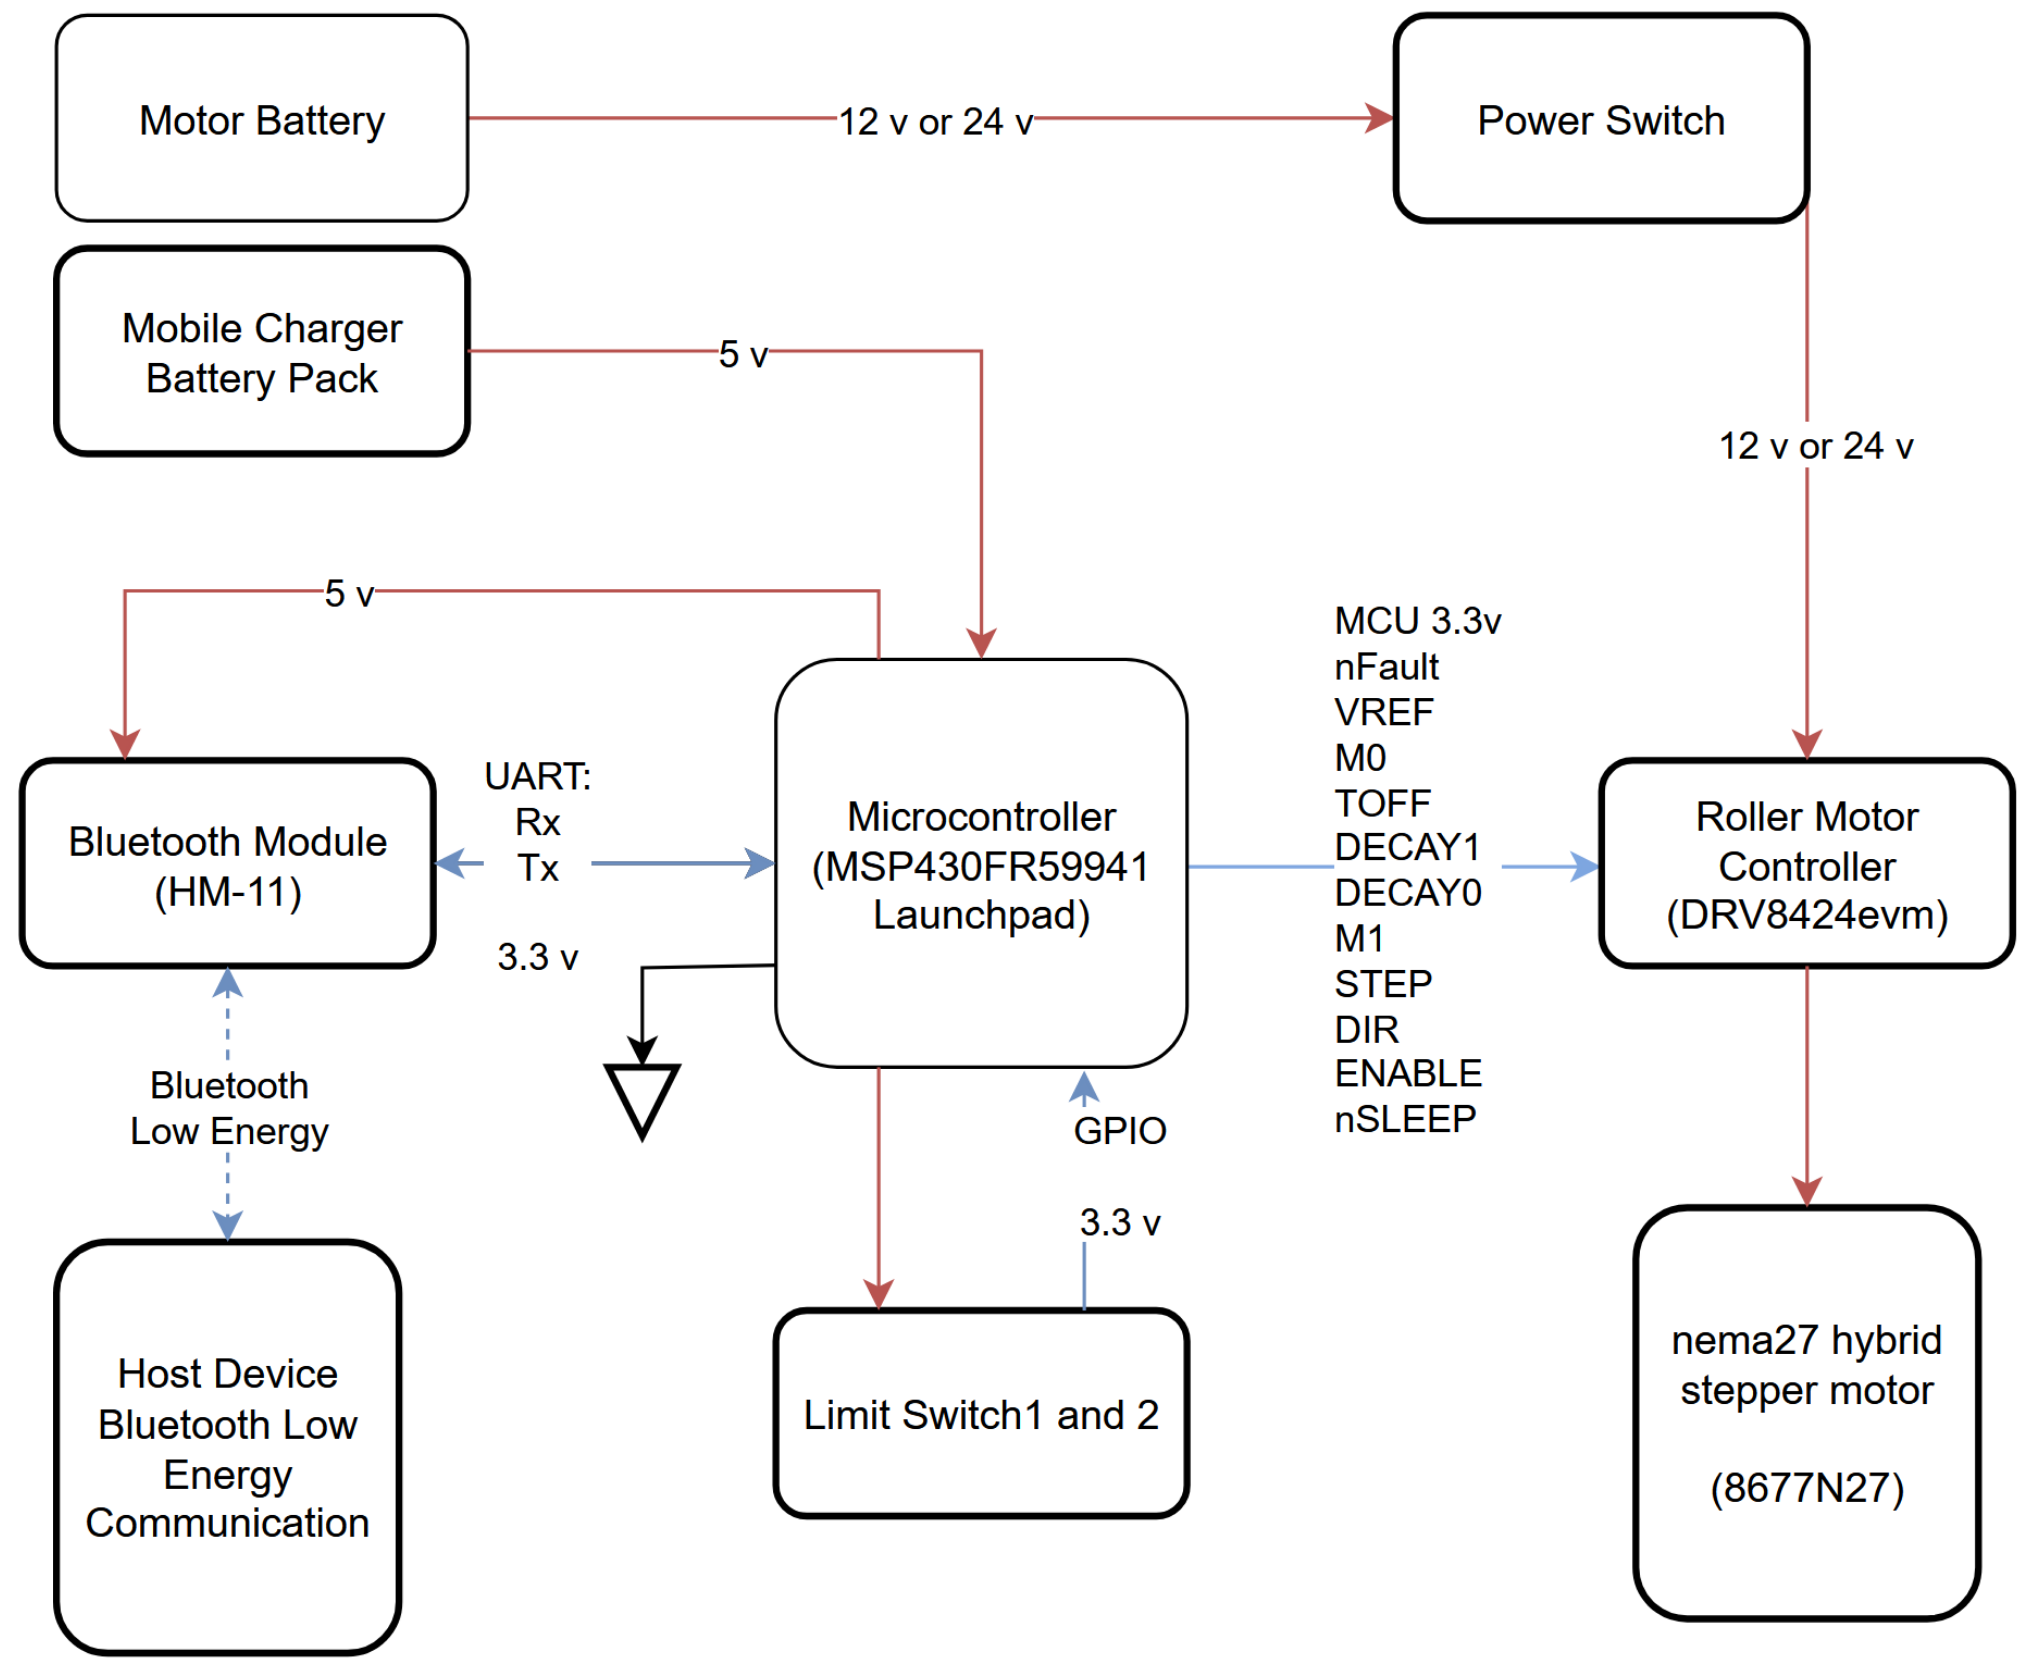 Motor Battery
12 v or 24 v
Power Switch
Mobile Charger
Battery Pack
5 v
12 v or 24 v
5 v
MCU 3.3v
nFault
VREF
M0
TOFF
DECAY1
DECAY0
M1
STEP
DIR
ENABLE
nSLEEP
Bluetooth Module
(HM-11)
UART:
Rx
Tx
3.3 v
Microcontroller
(MSP430FR59941
Launchpad)
Roller Motor
Controller
(DRV8424evm)
Bluetooth
Low Energy
GPIO
3.3 v
Host Device
Bluetooth Low
Energy
Communication
Limit Switch1 and 2
nema27 hybrid
stepper motor
(8677N27)